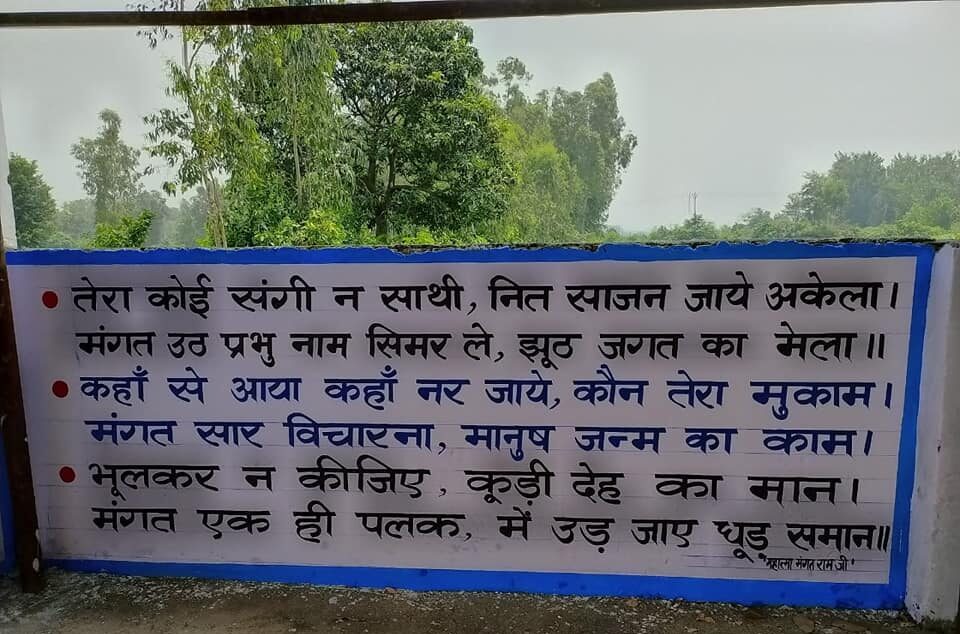 तेरा कोई संगी न साथी, नित साजन जाये अकेला।
मंगत उठ प्रभु नाम सिमर ले, झूठ जगत का मेला॥
कहाँ से आया कहाँ नर जाये, कौन तेरा मुकाम।
मंगत सार विचारना, मानुष जन्म का काम।
भूलकर न कीजिए, कूड़ी देह का मान।
मंगत एक ही पलक, में उड़ जाए धूड़ समान॥
"महात्मा मंगत राम जी"